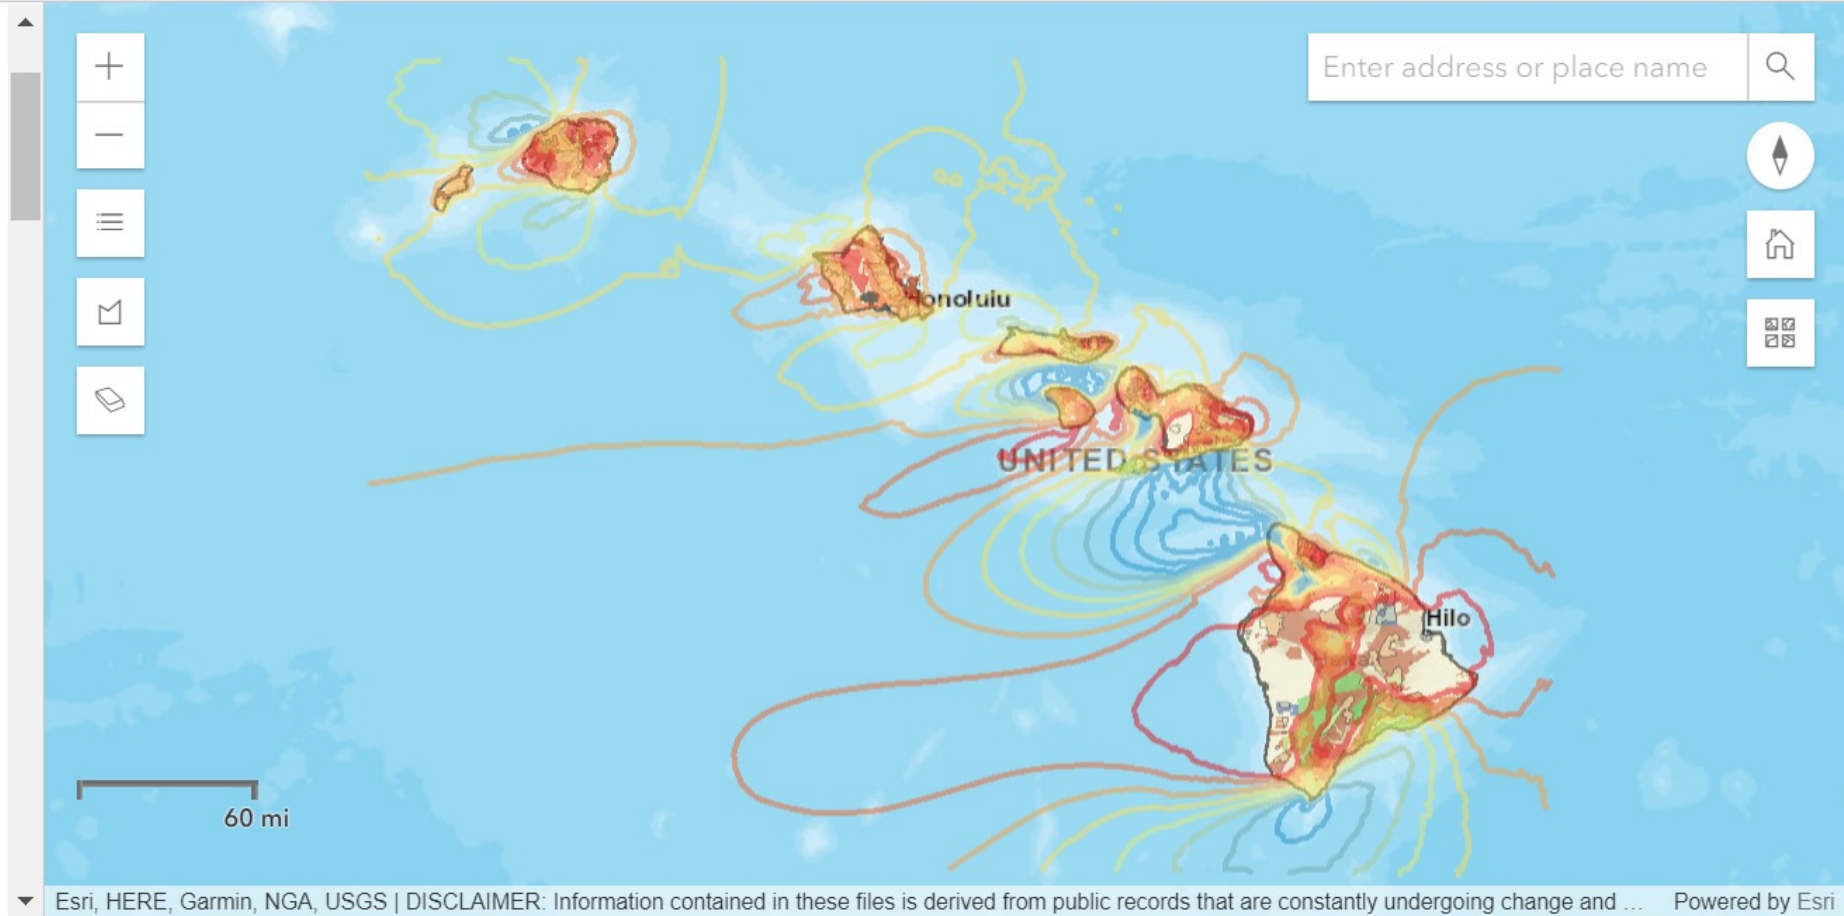 Enter address or place name
Honoluiu
UNITED STATES
Hilo
60 mi
Esri, HERE, Garmin, NGA, USGS | DISCLAIMER: Information contained in these files is derived from public records that are constantly undergoing change and ...
Powered by Esri